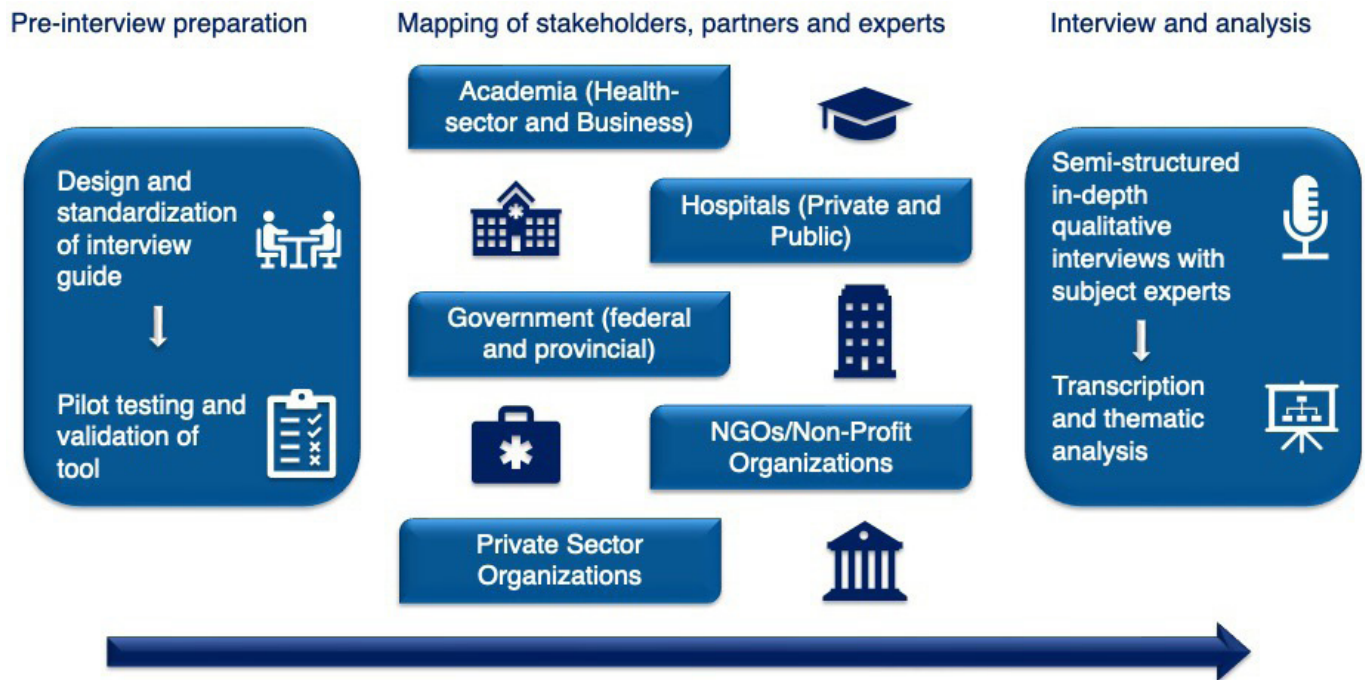 Pre-interview preparation
Mapping of stakeholders, partners and experts
Interview and analysis
Design and
standardization
of interview
guide
Pilot testing and
validation of
tool
Academia (Health-
sector and Business)
Hospitals (Private and
Public)
Government (federal
and provincial)
NGOs/Non-Profit
Organizations
Private Sector
Organizations
Semi-structured
in-depth
qualitative
interviews with
subject experts
Transcription
and thematic
analysis